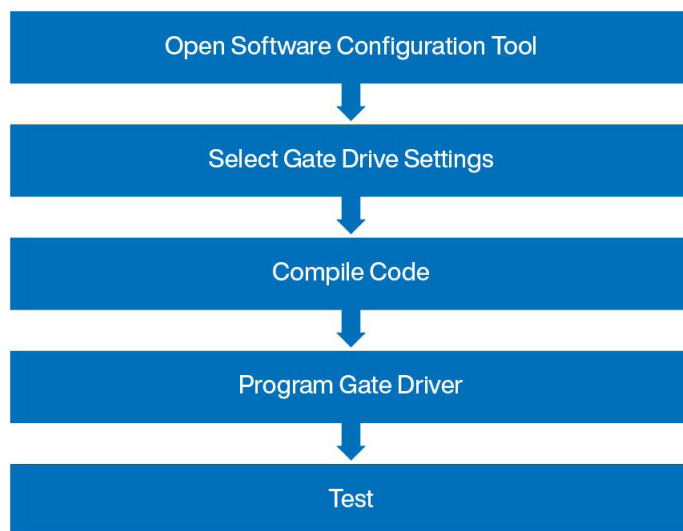 Open Software Configuration Tool
Select Gate Drive Settings
Compile Code
Program Gate Driver
Test